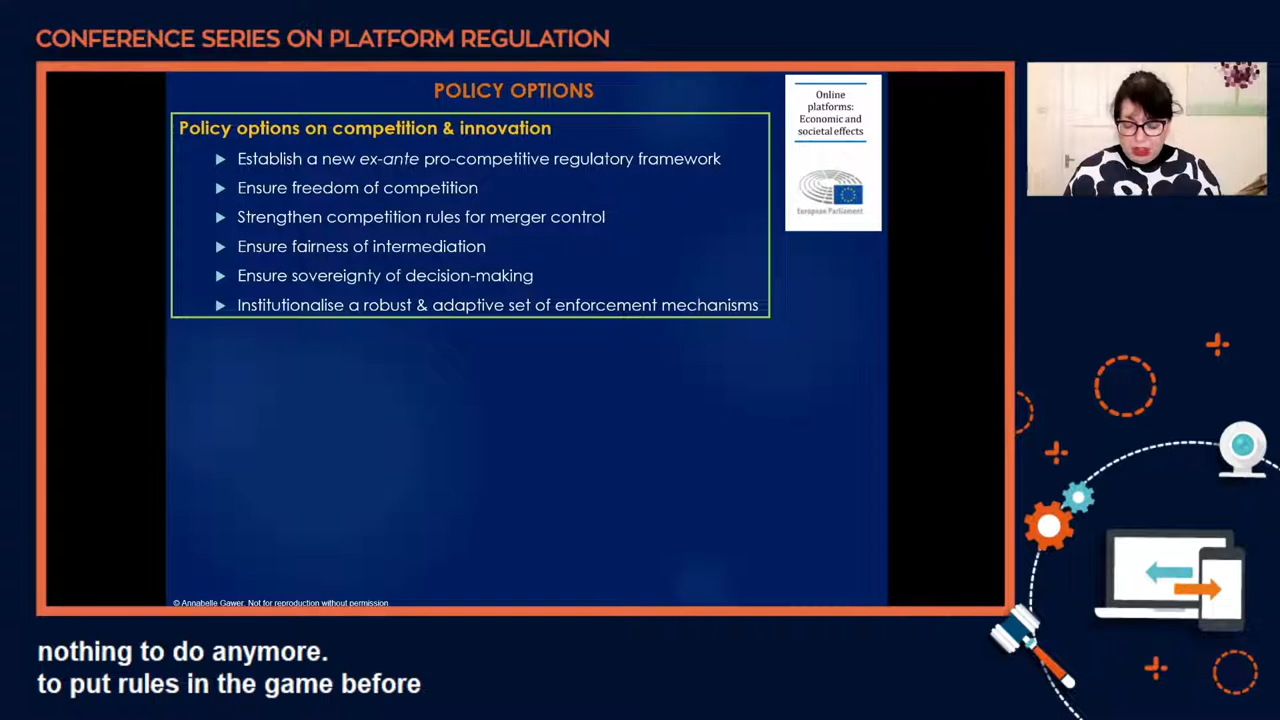 CONFERENCE SERIES ON PLATFORM REGULATION
POLICY OPTIONS
Policy options on competition & innovation
Establish a new ex-ante pro-competitive regulatory framework
Ensure freedom of competition
Strengthen competition rules for merger control
Ensure fairness of intermediation
Ensure sovereignty of decision-making
Institutionalise a robust & adaptive set of enforcement mechanisms
Online
platforms:
Economic and
societal effects
European Parliament
© Annabelle Gawer. Not for reproduction without permission
nothing to do anymore.
to put rules in the game before